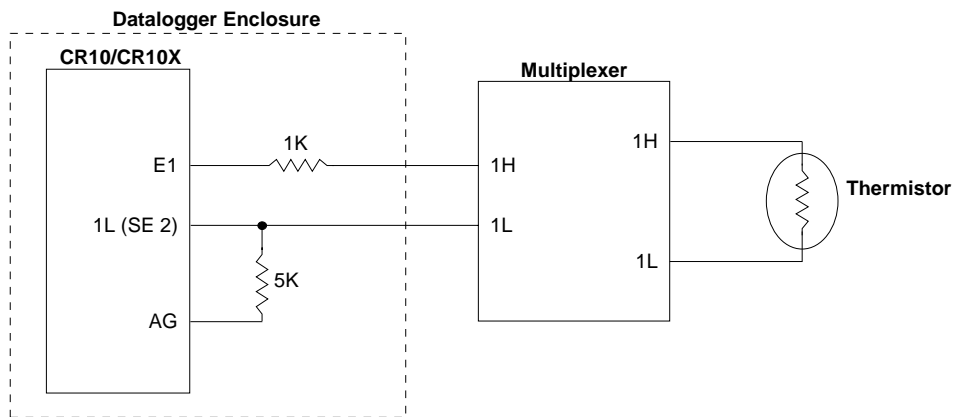 Datalogger Enclosure
CR10/CR10X
Multiplexer
1K
E1
1H
1H
Thermistor
1L (SE 2)
1L
1L
5K
AG